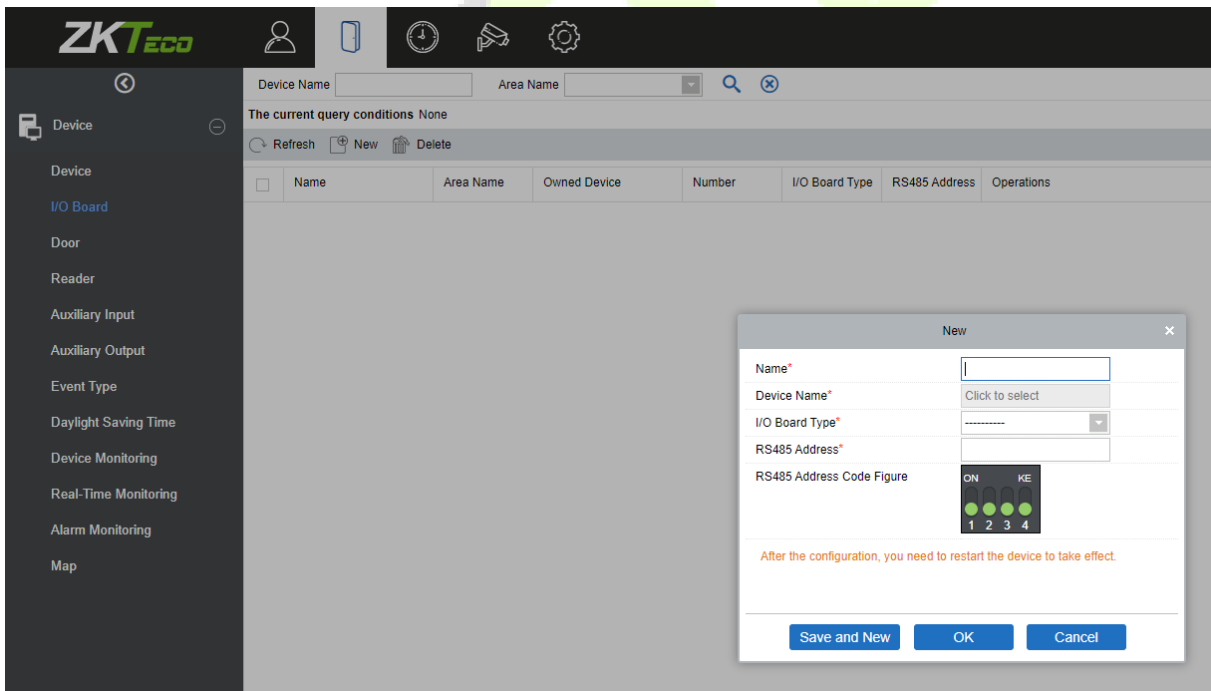 ZKTeco
Device Name
Area Name
The current query conditions None
Refresh New Delete
Name Area Name Owned Device Number I/O Board Type RS485 Address Operations
Device
Device
I/O Board
Door
Reader
Auxiliary Input
Auxiliary Output
Event Type
Daylight Saving Time
Device Monitoring
Real-Time Monitoring
Alarm Monitoring
Map
New
Name*
Device Name* Click to select
I/O Board Type* ----------
RS485 Address*
RS485 Address Code Figure
ON KE
1 2 3 4
After the configuration, you need to restart the device to take effect.
Save and New OK Cancel